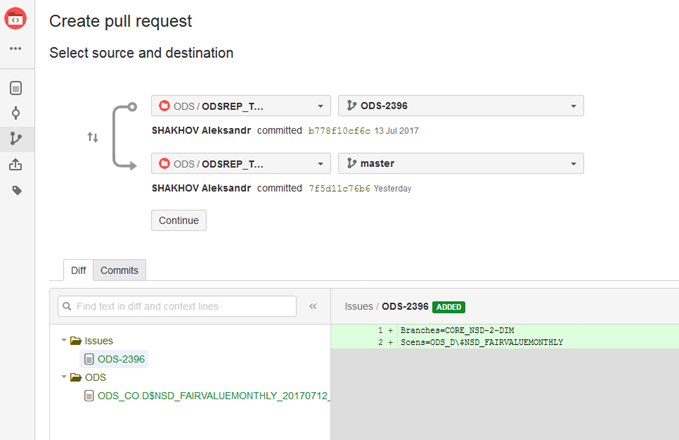 Create pull request
Select source and destination
ODS / ODSREP_T… ODS-2396
SHAKHOV Aleksandr committed b778f10cf6c 13 Jul 2017
ODS / ODSREP_T… master
SHAKHOV Aleksandr committed 7f5d11c76b6 Yesterday
Continue
Diff Commits
Find text in diff and context lines
Issues / ODS-2396 ADDED
1 + Branches=CORE_NSD-2-DIM
2 + Scens=ODS_D\$NSD_FAIRVALUEMONTHLY
Issues
ODS-2396
ODS
ODS_CO.D$NSD_FAIRVALUEMONTHLY_20170712_